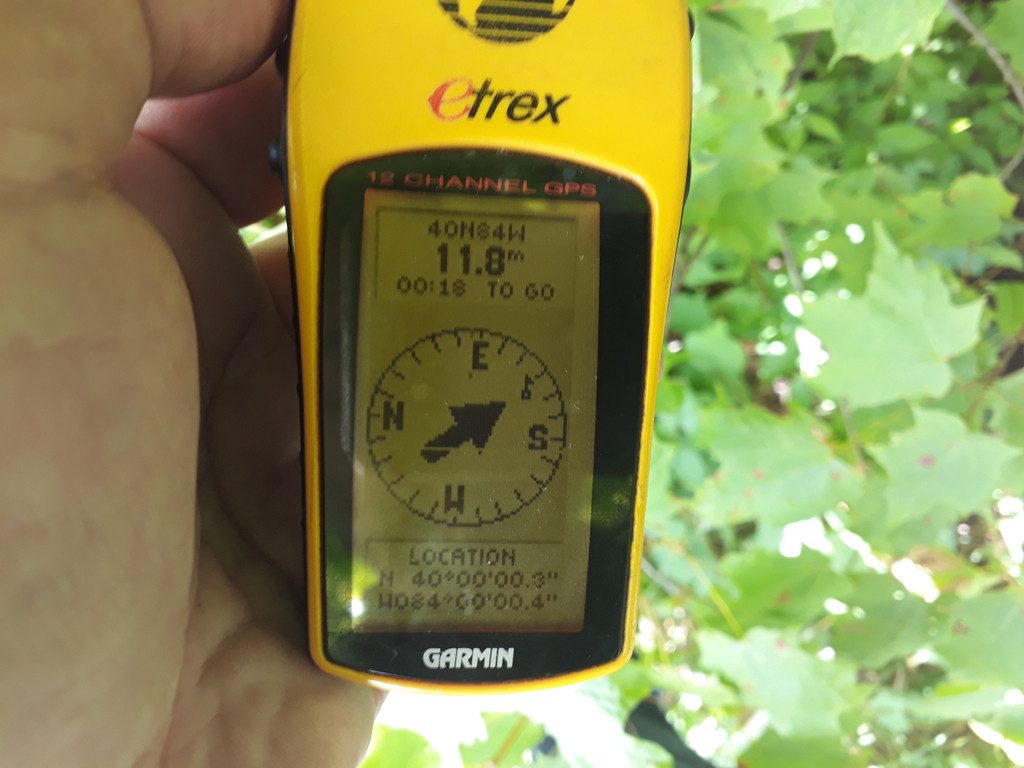 etrex
12 CHANNEL GPS
40N84W
11.8m
00:18 TO GO
E
N
S
W
LOCATION
N 40°00'00.3"
W084°00'00.4"
GARMIN